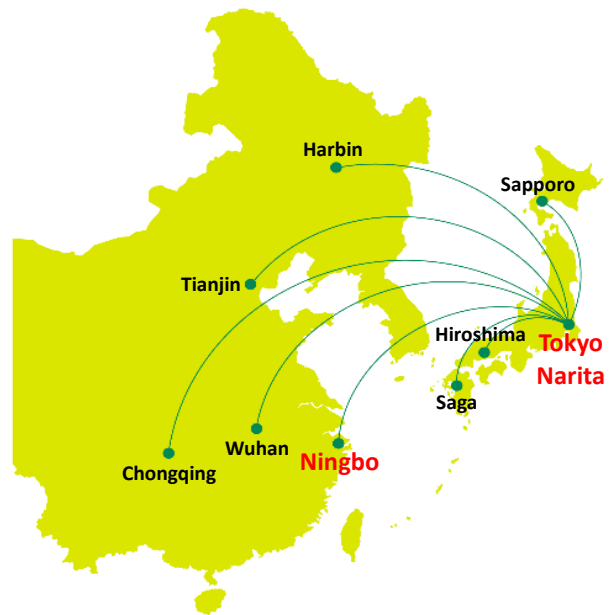 Harbin
Sapporo
Tianjin
Hiroshima
Tokyo
Narita
Saga
Wuhan
Ningbo
Chongqing